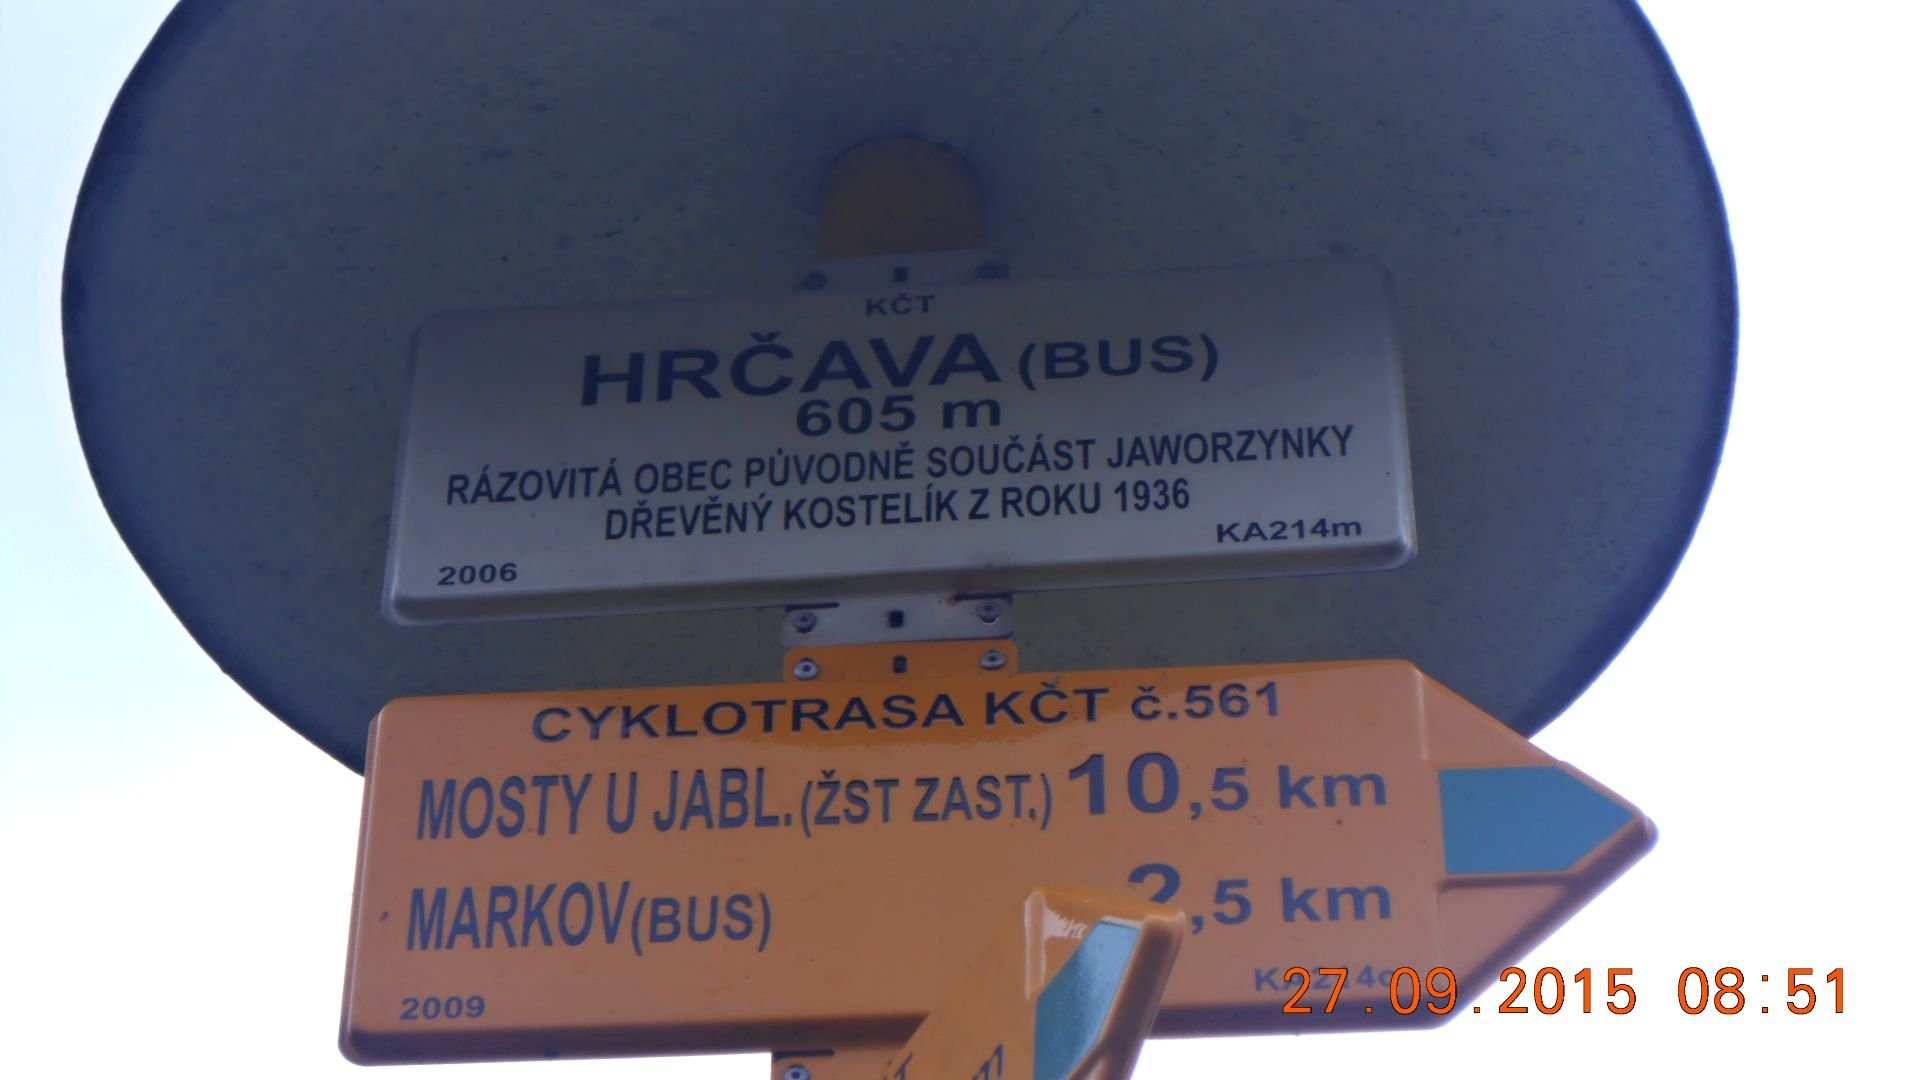 KČT
HRČAVA (BUS)
605 m
RÁZOVITÁ OBEC PŮVODNĚ SOUČÁST JAWORZYNKY
DŘEVĚNÝ KOSTELÍK Z ROKU 1936
2006 KA214m
CYKLOTRASA KČT č.561
MOSTY U JABL.(ŽST ZAST.) 10,5 km
MARKOV(BUS) 2,5 km
2009
27.09.2015 08:51